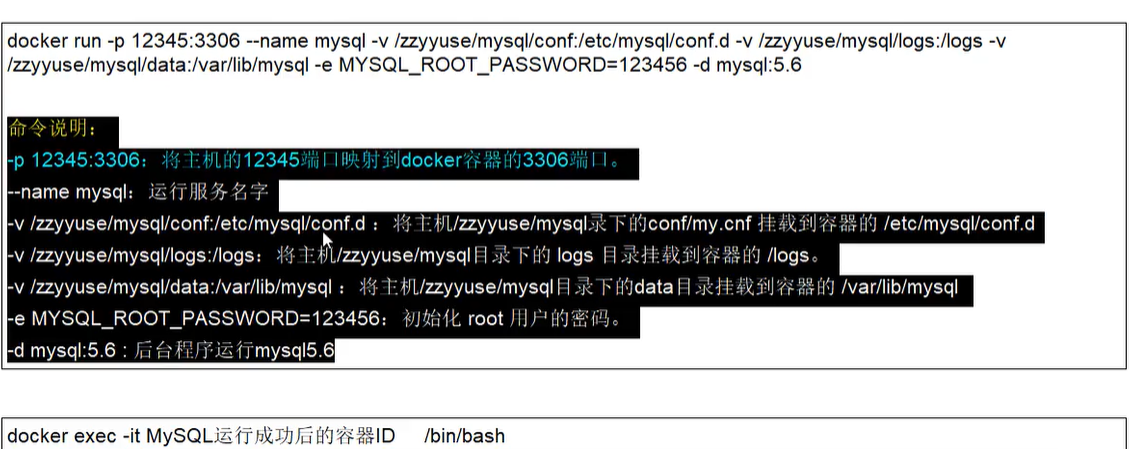 docker run -p 12345:3306 --name mysql -v /zzyyuse/mysql/conf:/etc/mysql/conf.d -v /zzyyuse/mysql/logs:/logs -v
/zzyyuse/mysql/data:/var/lib/mysql -e MYSQL_ROOT_PASSWORD=123456 -d mysql:5.6
命令说明：
-p 12345:3306：将主机的12345端口映射到docker容器的3306端口。
--name mysql：运行服务名字
-v /zzyyuse/mysql/conf:/etc/mysql/conf.d ：将主机/zzyyuse/mysql录下的conf/my.cnf 挂载到容器的 /etc/mysql/conf.d
-v /zzyyuse/mysql/logs:/logs：将主机/zzyyuse/mysql目录下的 logs 目录挂载到容器的 /logs。
-v /zzyyuse/mysql/data:/var/lib/mysql ：将主机/zzyyuse/mysql目录下的data目录挂载到容器的 /var/lib/mysql
-e MYSQL_ROOT_PASSWORD=123456：初始化 root 用户的密码。
-d mysql:5.6 : 后台程序运行mysql5.6
docker exec -it MySQL运行成功后的容器ID /bin/bash